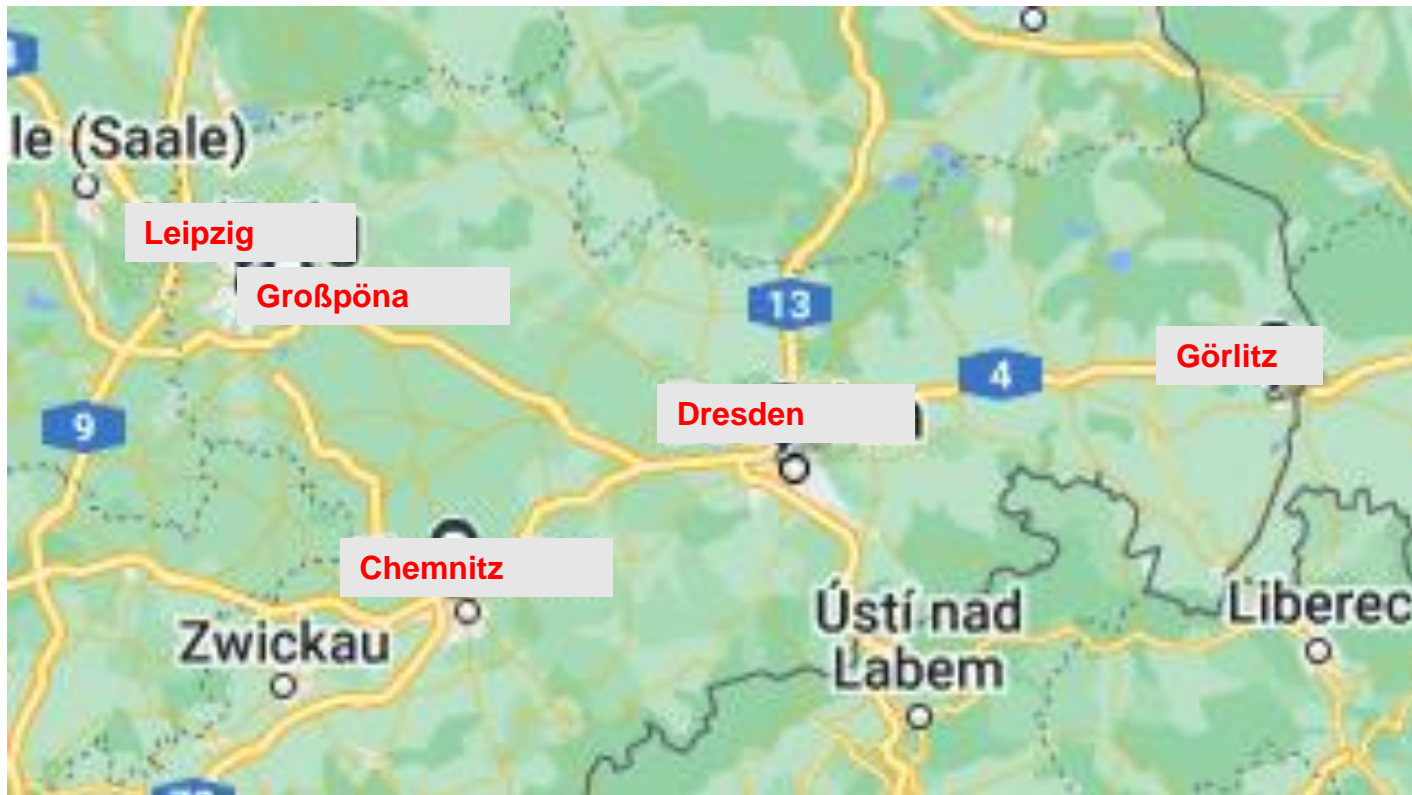 le (Saale)
Leipzig
Großpöna
13
Görlitz
4
Dresden
9
Chemnitz
Ústí nad
Labem
Liberec
Zwickau